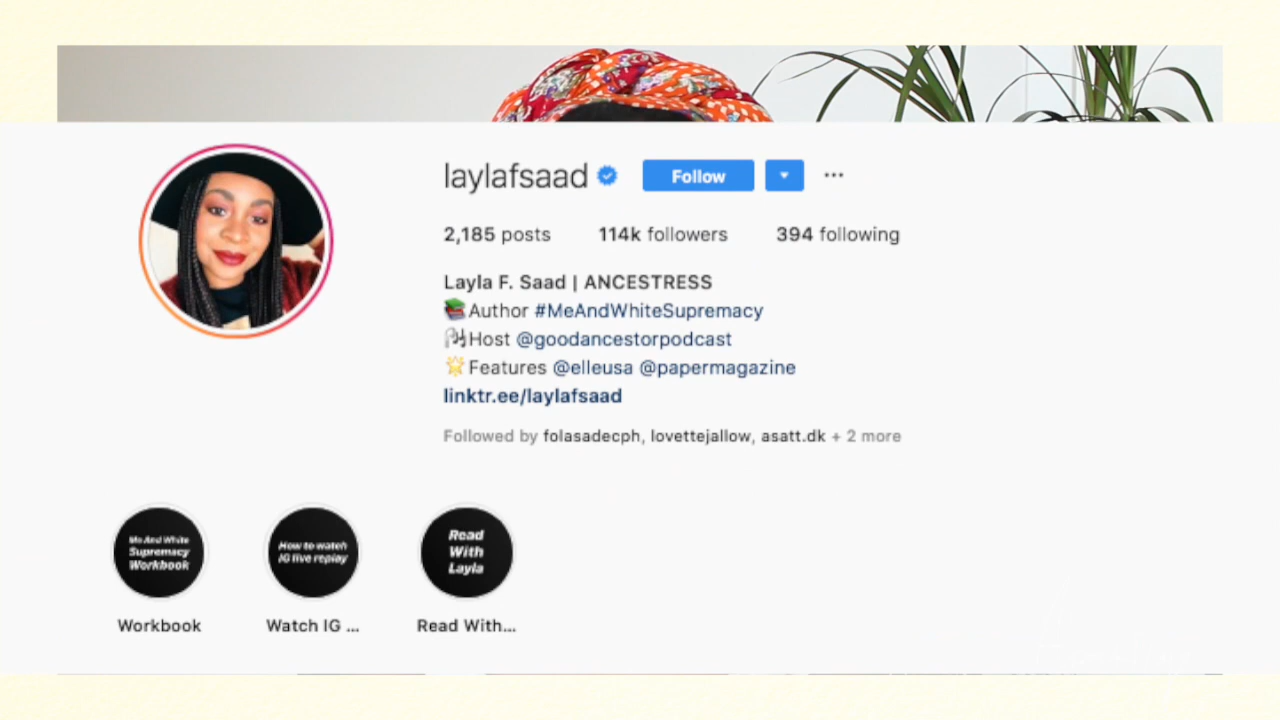 laylafsaad Follow
2,185 posts 114k followers 394 following
Layla F. Saad | ANCESTRESS
Author #MeAndWhiteSupremacy
Host @goodancestorpodcast
Features @elleusa @papermagazine
linktr.ee/laylafsaad
Followed by folasadecph, lovettejallow, asatt.dk + 2 more
Me And White
Supremacy
Workbook
How to watch
IG live replay
Read
With
Layla
Workbook
Watch IG ...
Read With...